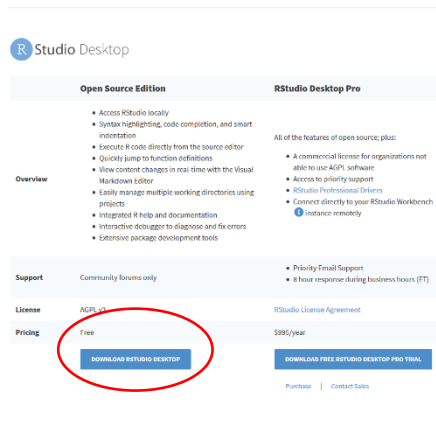 R Studio Desktop
Open Source Edition
RStudio Desktop Pro
Overview
Access RStudio locally
Syntax highlighting, code completion, and smart
indentation
Execute R code directly from the source editor
Quickly jump to function definitions
View content changes in real-time with the Visual
Markdown Editor
Easily manage multiple working directories using
projects
Integrated R help and documentation
Interactive debugger to diagnose and fix errors
Extensive package development tools
All of the features of open source; plus:
A commercial license for organizations not
able to use AGPL software
Access to priority support
RStudio Professional Drivers
Connect directly to your RStudio Workbench
instance remotely
Support
Community forums only
Priority Email Support
8 hour response during business hours (ET)
License
AGPL v3
RStudio License Agreement
Pricing
Free
$995/year
DOWNLOAD RSTUDIO DESKTOP
DOWNLOAD FREE RSTUDIO DESKTOP PRO TRIAL
Purchase | Contact Sales